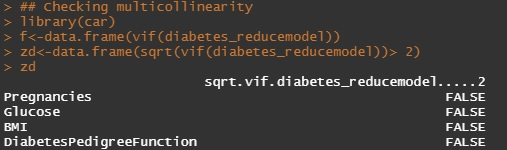 > ## Checking multicollinearity
> library(car)
> f<-data.frame(vif(diabetes_reducemodel))
> zd<-data.frame(sqrt(vif(diabetes_reducemodel))> 2)
> zd
sqrt.vif.diabetes_reducemodel.....2
Pregnancies FALSE
Glucose FALSE
BMI FALSE
DiabetesPedigreeFunction FALSE